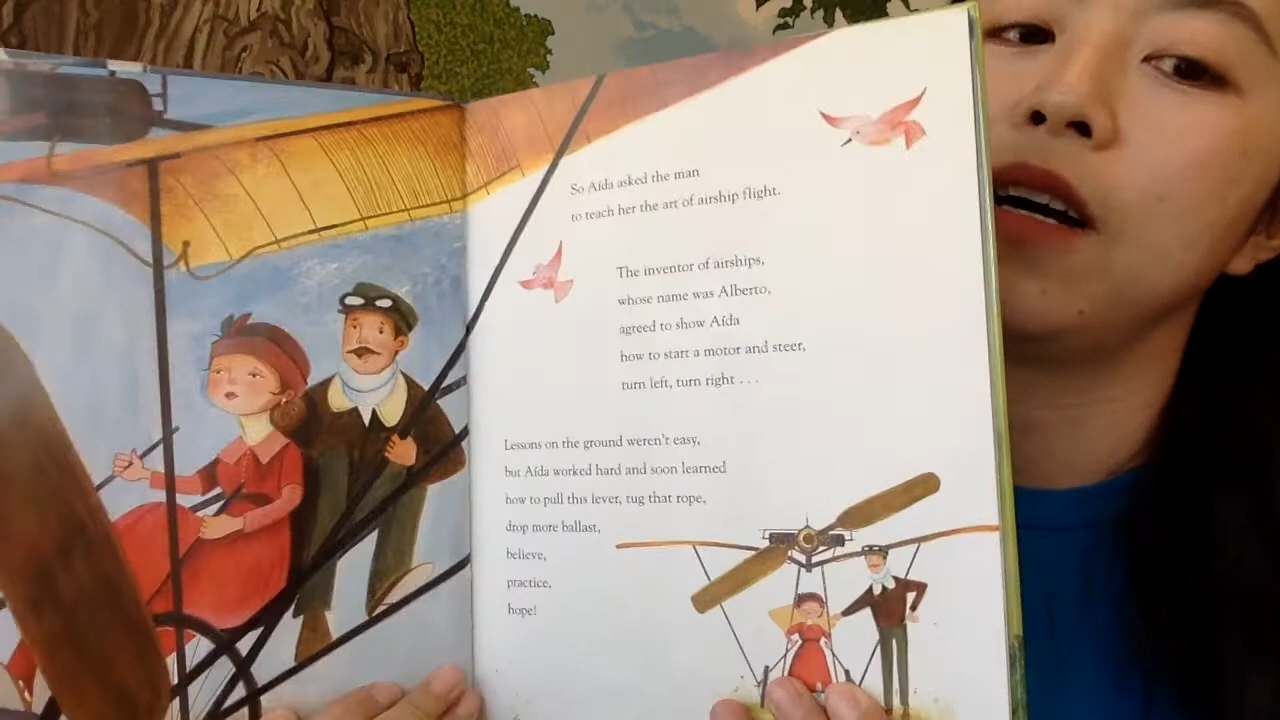 So Aída asked the man
to teach her the art of airship flight.
The inventor of airships,
whose name was Alberto,
agreed to show Aída
how to start a motor and steer,
turn left, turn right . . .
Lessons on the ground weren't easy,
but Aída worked hard and soon learned
how to pull this lever, tug that rope,
drop more ballast,
believe,
practice,
hope!